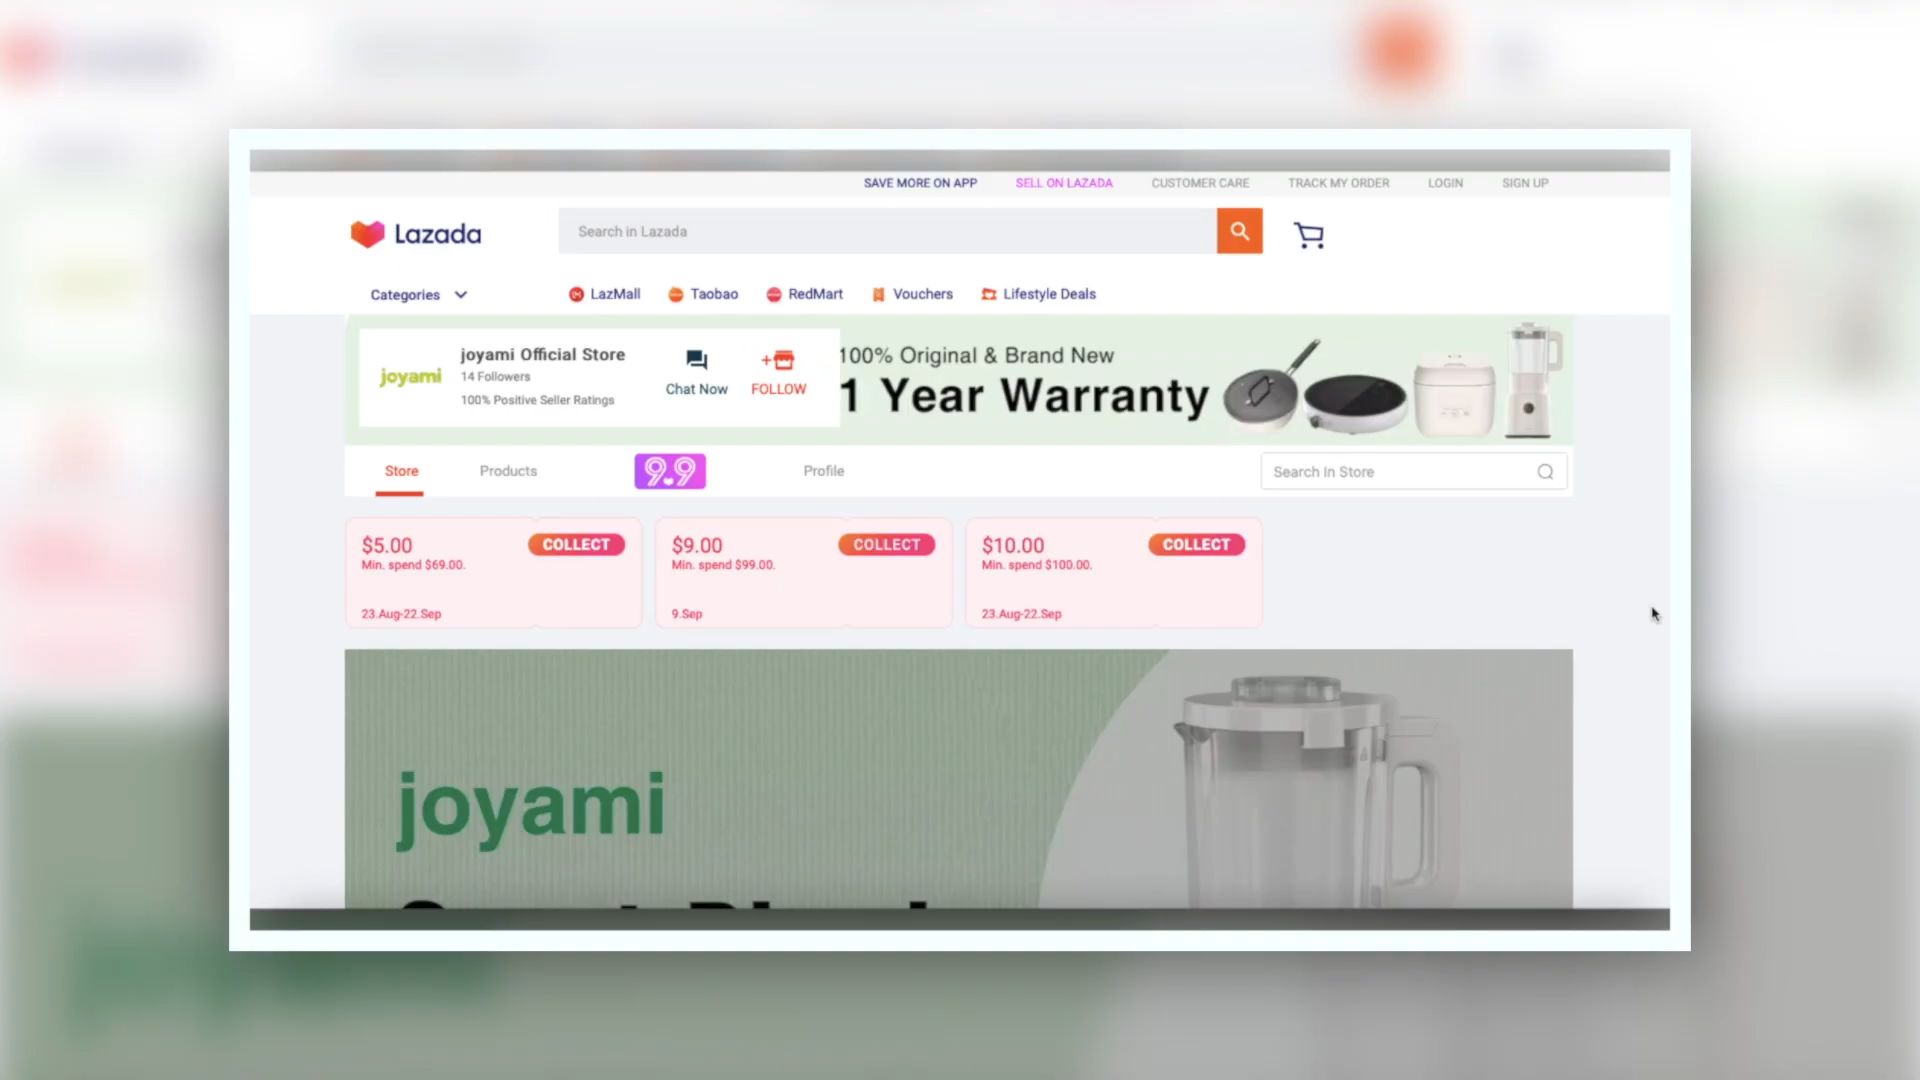 SAVE MORE ON APP SELL ON LAZADA CUSTOMER CARE TRACK MY ORDER LOGIN SIGN UP
Lazada Search in Lazada
Categories LazMall Taobao RedMart Vouchers Lifestyle Deals
joyami
joyami Official Store
14 Followers
100% Positive Seller Ratings
Chat Now
FOLLOW
100% Original & Brand New
1 Year Warranty
Store Products 9.9 Profile Search In Store
$5.00 COLLECT
Min. spend $69.00.
23.Aug-22.Sep
$9.00 COLLECT
Min. spend $99.00.
9.Sep
$10.00 COLLECT
Min. spend $100.00.
23.Aug-22.Sep
joyami